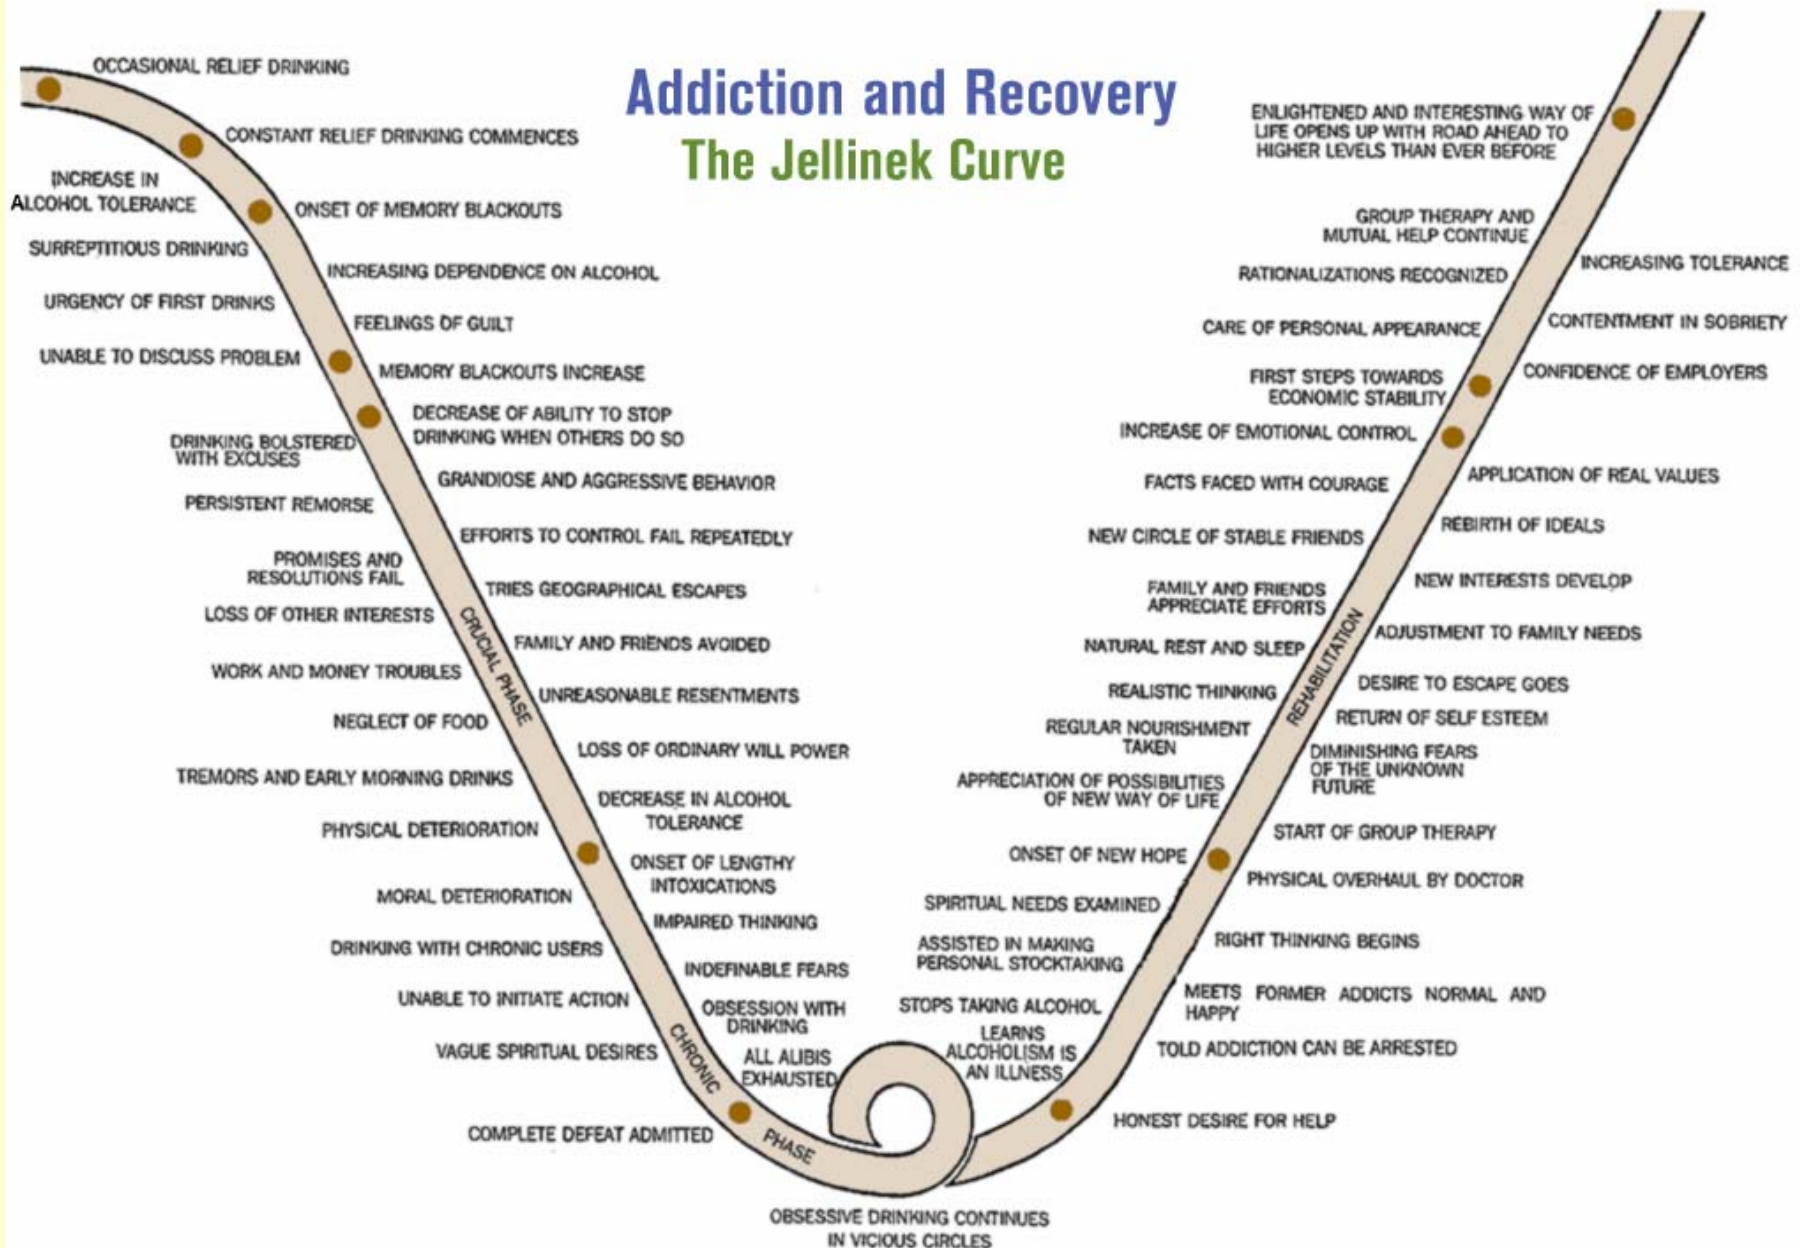 Addiction and Recovery
The Jellinek Curve
OCCASIONAL RELIEF DRINKING
CONSTANT RELIEF DRINKING COMMENCES
INCREASE IN
ALCOHOL TOLERANCE
ONSET OF MEMORY BLACKOUTS
SURREPTITIOUS DRINKING
INCREASING DEPENDENCE ON ALCOHOL
URGENCY OF FIRST DRINKS
FEELINGS OF GUILT
UNABLE TO DISCUSS PROBLEM
MEMORY BLACKOUTS INCREASE
DECREASE OF ABILITY TO STOP
DRINKING WHEN OTHERS DO SO
DRINKING BOLSTERED
WITH EXCUSES
GRANDIOSE AND AGGRESSIVE BEHAVIOR
PERSISTENT REMORSE
EFFORTS TO CONTROL FAIL REPEATEDLY
PROMISES AND
RESOLUTIONS FAIL
TRIES GEOGRAPHICAL ESCAPES
LOSS OF OTHER INTERESTS
CRUCIAL PHASE
FAMILY AND FRIENDS AVOIDED
WORK AND MONEY TROUBLES
UNREASONABLE RESENTMENTS
NEGLECT OF FOOD
LOSS OF ORDINARY WILL POWER
TREMORS AND EARLY MORNING DRINKS
DECREASE IN ALCOHOL
TOLERANCE
PHYSICAL DETERIORATION
ONSET OF LENGTHY
INTOXICATIONS
MORAL DETERIORATION
IMPAIRED THINKING
DRINKING WITH CHRONIC USERS
INDEFINABLE FEARS
UNABLE TO INITIATE ACTION
OBSESSION WITH
DRINKING
VAGUE SPIRITUAL DESIRES
CHRONIC
PHASE
ALL ALIBIS
EXHAUSTED
COMPLETE DEFEAT ADMITTED
OBSESSIVE DRINKING CONTINUES
IN VICIOUS CIRCLES
ENLIGHTENED AND INTERESTING WAY OF
LIFE OPENS UP WITH ROAD AHEAD TO
HIGHER LEVELS THAN EVER BEFORE
GROUP THERAPY AND
MUTUAL HELP CONTINUE
INCREASING TOLERANCE
RATIONALIZATIONS RECOGNIZED
CONTENTMENT IN SOBRIETY
CARE OF PERSONAL APPEARANCE
CONFIDENCE OF EMPLOYERS
FIRST STEPS TOWARDS
ECONOMIC STABILITY
INCREASE OF EMOTIONAL CONTROL
APPLICATION OF REAL VALUES
FACTS FACED WITH COURAGE
REBIRTH OF IDEALS
NEW CIRCLE OF STABLE FRIENDS
NEW INTERESTS DEVELOP
FAMILY AND FRIENDS
APPRECIATE EFFORTS
ADJUSTMENT TO FAMILY NEEDS
NATURAL REST AND SLEEP
REHABILITATION
DESIRE TO ESCAPE GOES
REALISTIC THINKING
RETURN OF SELF ESTEEM
REGULAR NOURISHMENT
TAKEN
DIMINISHING FEARS
OF THE UNKNOWN
FUTURE
APPRECIATION OF POSSIBILITIES
OF NEW WAY OF LIFE
START OF GROUP THERAPY
ONSET OF NEW HOPE
PHYSICAL OVERHAUL BY DOCTOR
SPIRITUAL NEEDS EXAMINED
RIGHT THINKING BEGINS
ASSISTED IN MAKING
PERSONAL STOCKTAKING
MEETS FORMER ADDICTS NORMAL AND
HAPPY
STOPS TAKING ALCOHOL
LEARNS
ALCOHOLISM IS
AN ILLNESS
TOLD ADDICTION CAN BE ARRESTED
HONEST DESIRE FOR HELP